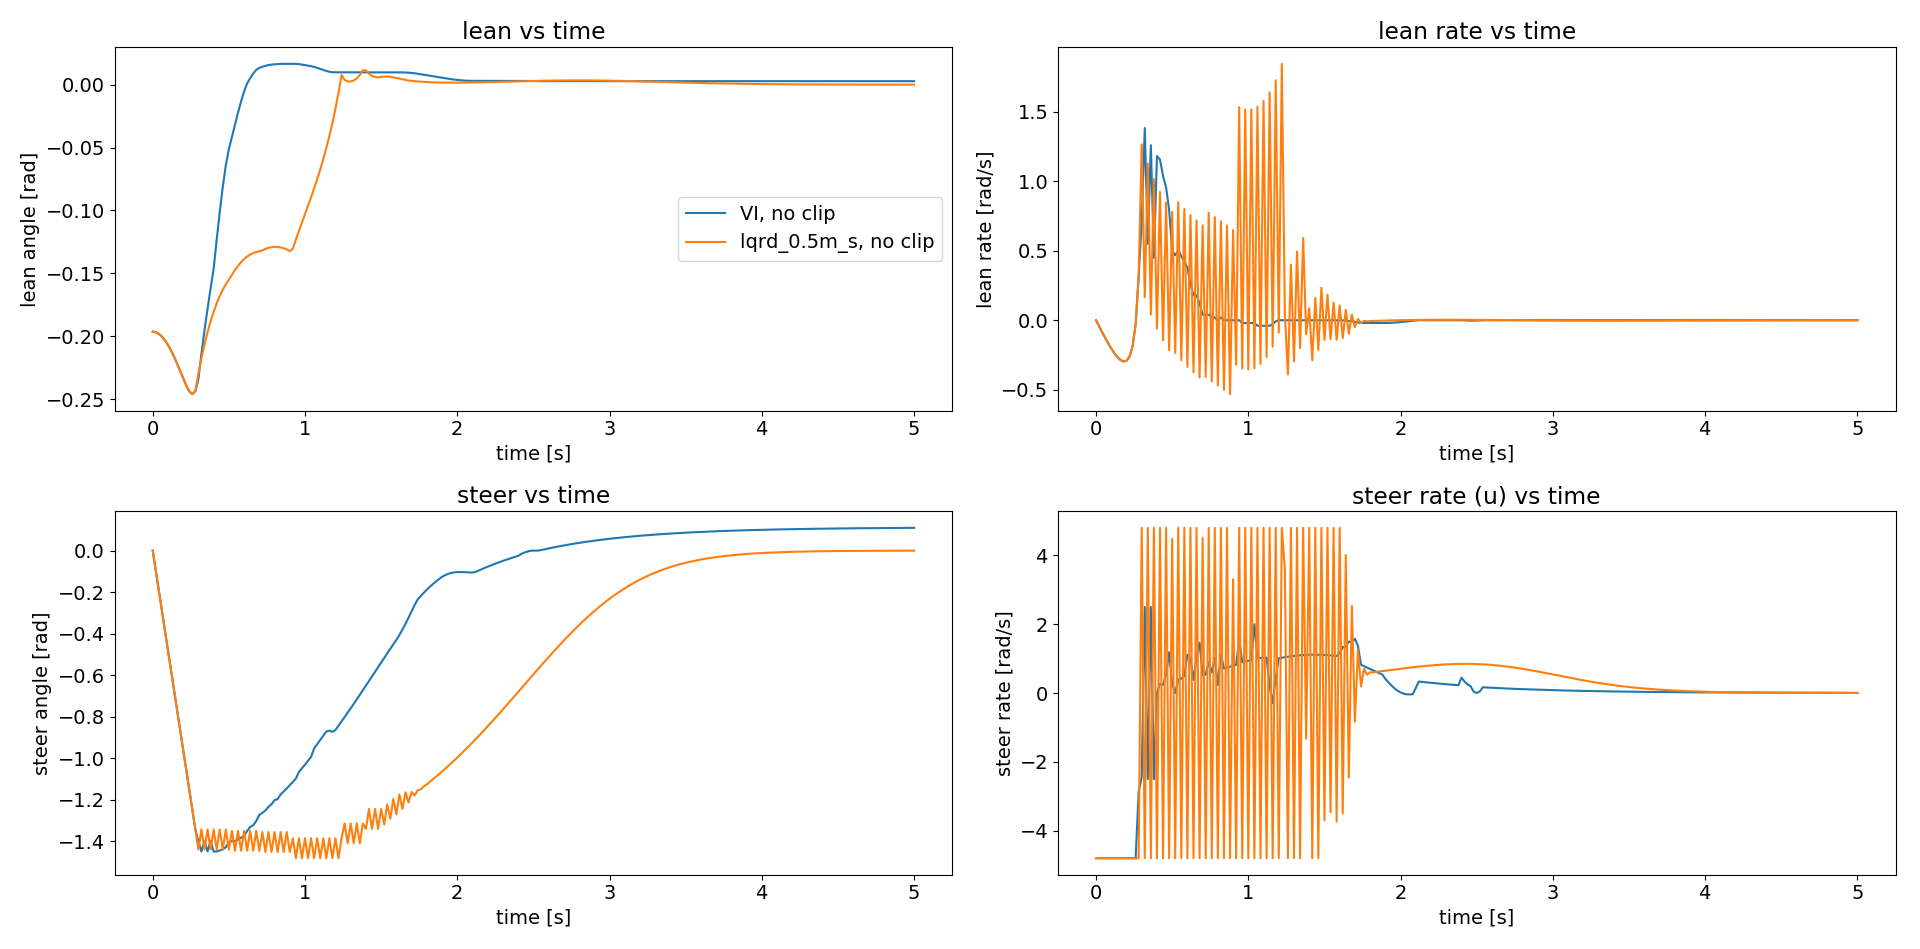 lean vs time
lean angle [rad]
0.00
−0.05
−0.10
−0.15
−0.20
−0.25
VI, no clip
lqrd_0.5m_s, no clip
0 1 2 3 4 5
time [s]
lean rate vs time
lean rate [rad/s]
1.5
1.0
0.5
0.0
−0.5
0 1 2 3 4 5
time [s]
steer vs time
steer angle [rad]
0.0
−0.2
−0.4
−0.6
−0.8
−1.0
−1.2
−1.4
0 1 2 3 4 5
time [s]
steer rate (u) vs time
steer rate [rad/s]
4
2
0
−2
−4
0 1 2 3 4 5
time [s]